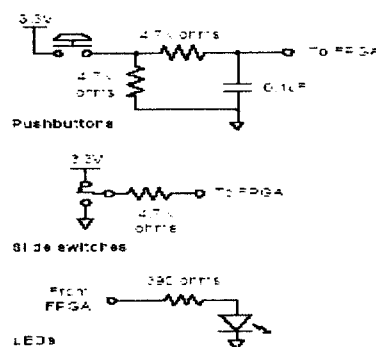 3.3V
4.7K ohms
To FPGA
4.7K
ohms
0.1uF
Pushbuttons
3.3V
To FPGA
4.7K
ohms
Slide switches
390 ohms
From
FPGA
LEDs